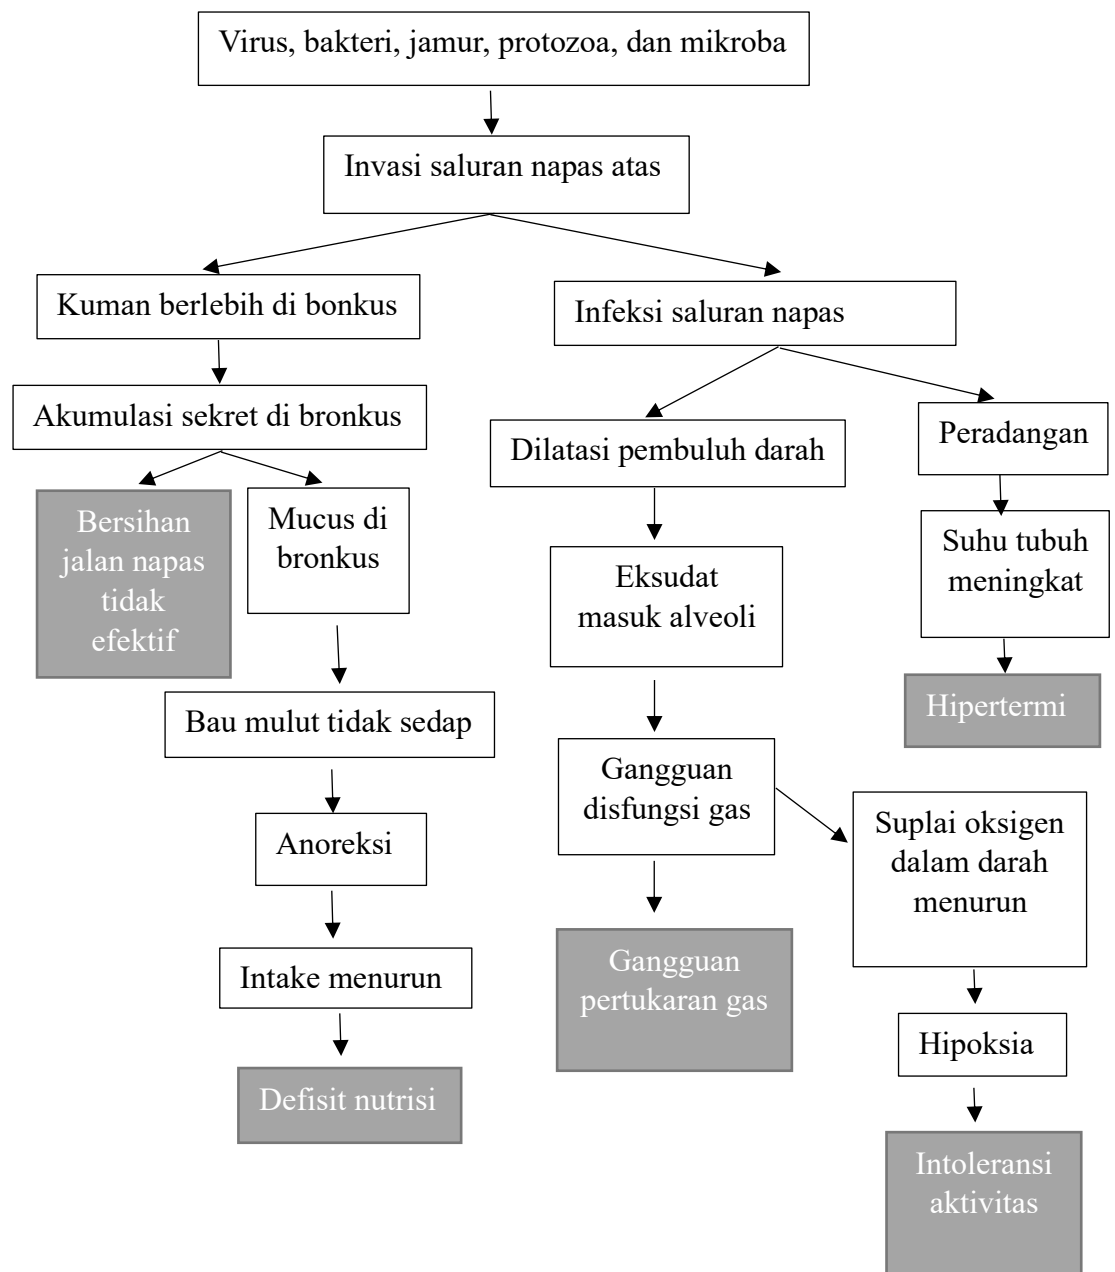 Virus, bakteri, jamur, protozoa, dan mikroba
Invasi saluran napas atas
Kuman berlebih di bonkus
Infeksi saluran napas
Akumulasi sekret di bronkus
Dilatasi pembuluh darah
Peradangan
Bersihan
jalan napas
tidak
efektif
Mucus di
bronkus
Eksudat
masuk alveoli
Suhu tubuh
meningkat
Bau mulut tidak sedap
Hipertermi
Gangguan
disfungsi gas
Anoreksi
Suplai oksigen
dalam darah
menurun
Intake menurun
Gangguan
pertukaran gas
Hipoksia
Defisit nutrisi
Intoleransi
aktivitas